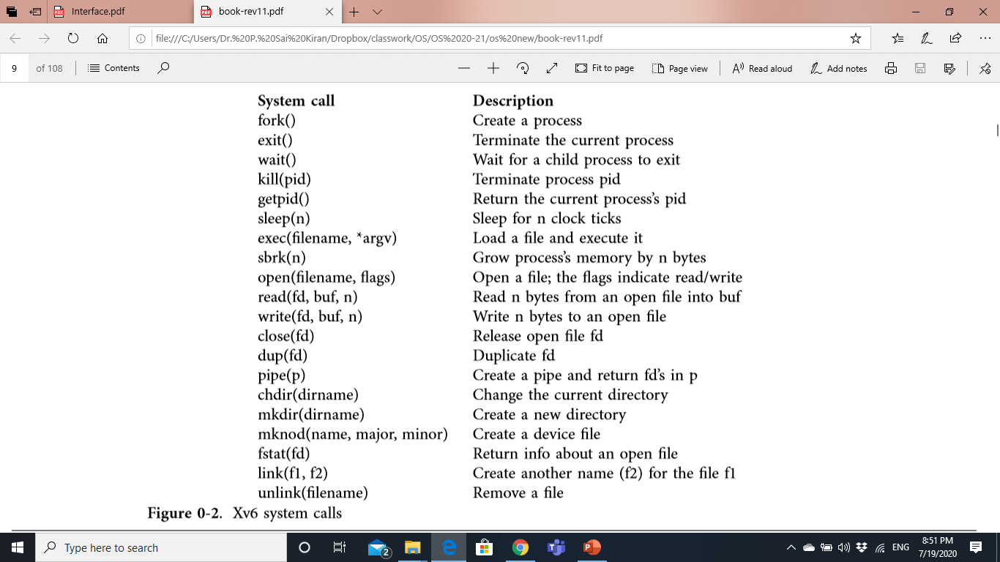 Interface.pdf
book-rev11.pdf
file:///C:/Users/Dr.%20P.%20Sai%20Kiran/Dropbox/classwork/OS/OS%2020-21/os%20new/book-rev11.pdf
9 of 108 Contents Fit to page Page view Read aloud Add notes
System call Description
fork() Create a process
exit() Terminate the current process
wait() Wait for a child process to exit
kill(pid) Terminate process pid
getpid() Return the current process’s pid
sleep(n) Sleep for n clock ticks
exec(filename, *argv) Load a file and execute it
sbrk(n) Grow process’s memory by n bytes
open(filename, flags) Open a file; the flags indicate read/write
read(fd, buf, n) Read n bytes from an open file into buf
write(fd, buf, n) Write n bytes to an open file
close(fd) Release open file fd
dup(fd) Duplicate fd
pipe(p) Create a pipe and return fd’s in p
chdir(dirname) Change the current directory
mkdir(dirname) Create a new directory
mknod(name, major, minor) Create a device file
fstat(fd) Return info about an open file
link(f1, f2) Create another name (f2) for the file f1
unlink(filename) Remove a file
Figure 0-2. Xv6 system calls
Type here to search
2
ENG
8:51 PM
7/19/2020